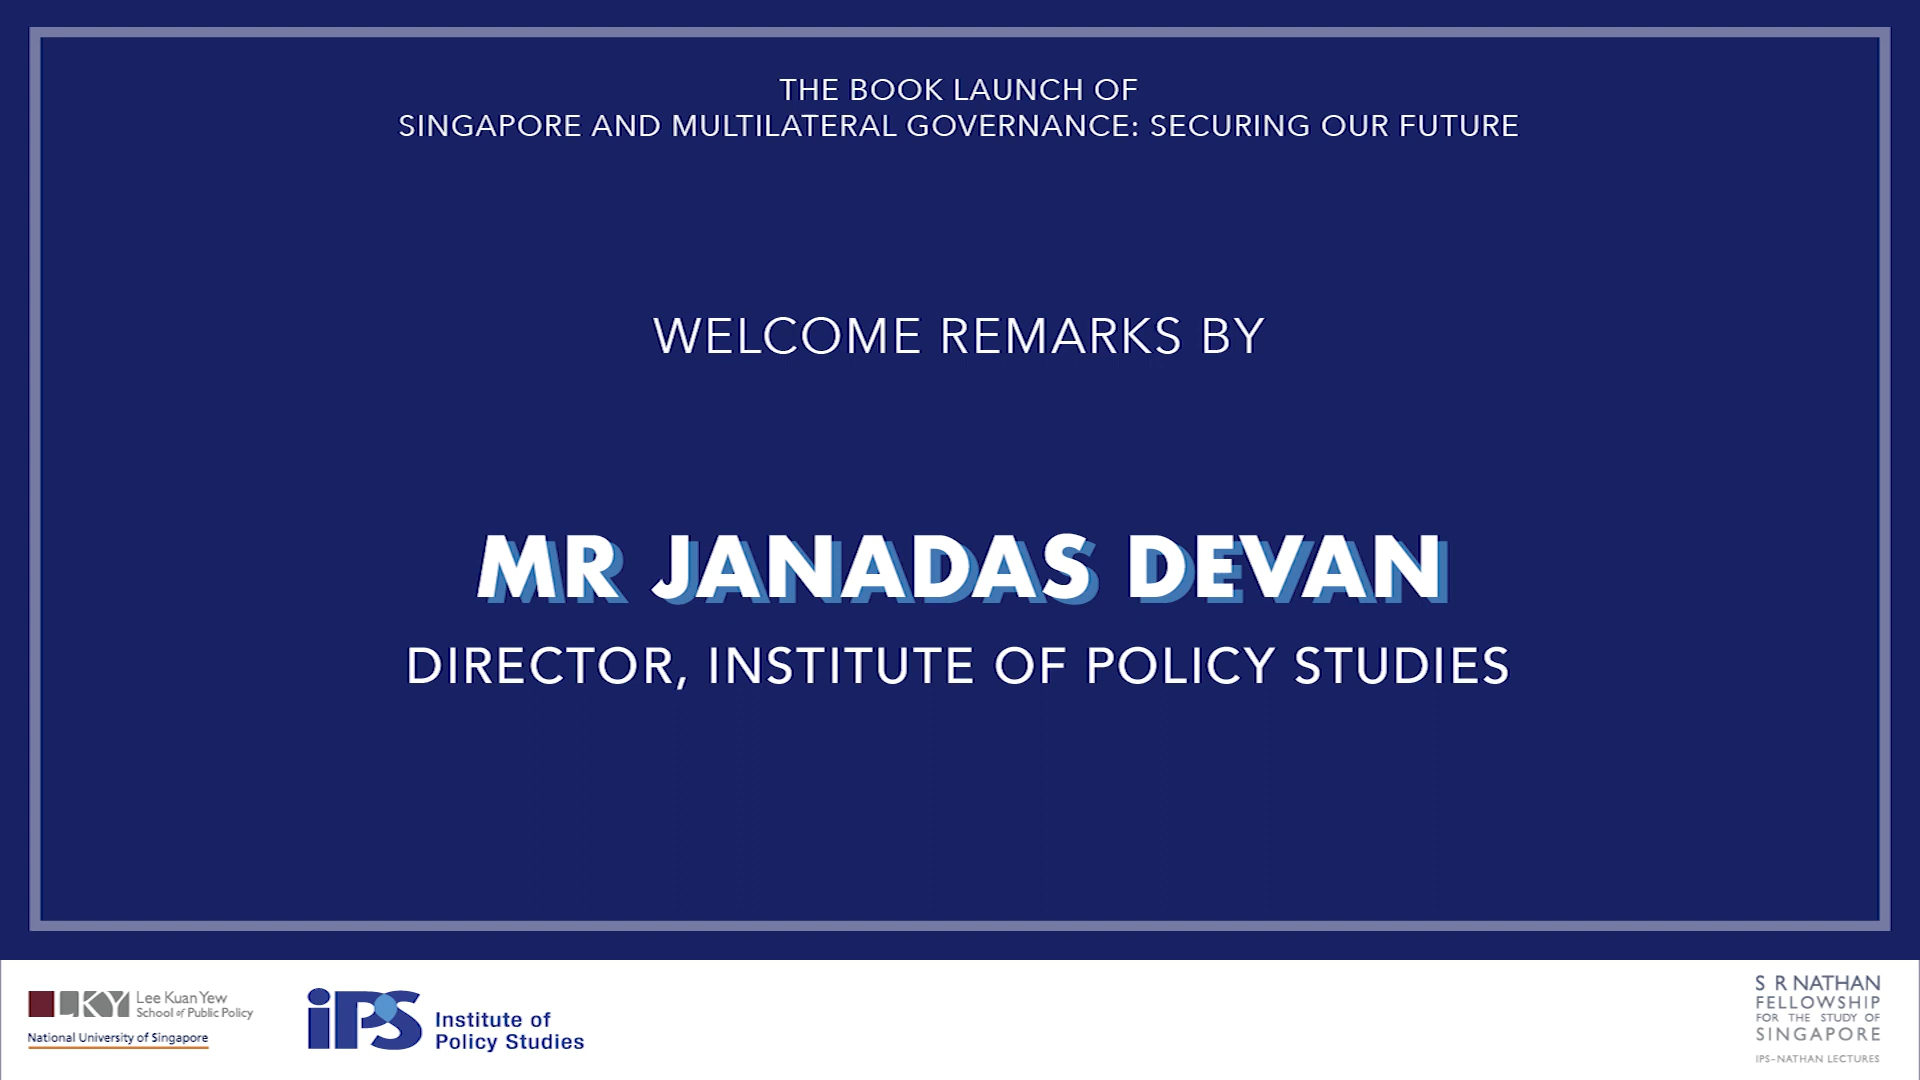 THE BOOK LAUNCH OF
SINGAPORE AND MULTILATERAL GOVERNANCE: SECURING OUR FUTURE
WELCOME REMARKS BY
MR JANADAS DEVAN
DIRECTOR, INSTITUTE OF POLICY STUDIES
LKY
Lee Kuan Yew
School of Public Policy
National University of Singapore
iPS
Institute of
Policy Studies
S R NATHAN
FELLOWSHIP
FOR THE STUDY OF
SINGAPORE
IPS–NATHAN LECTURES